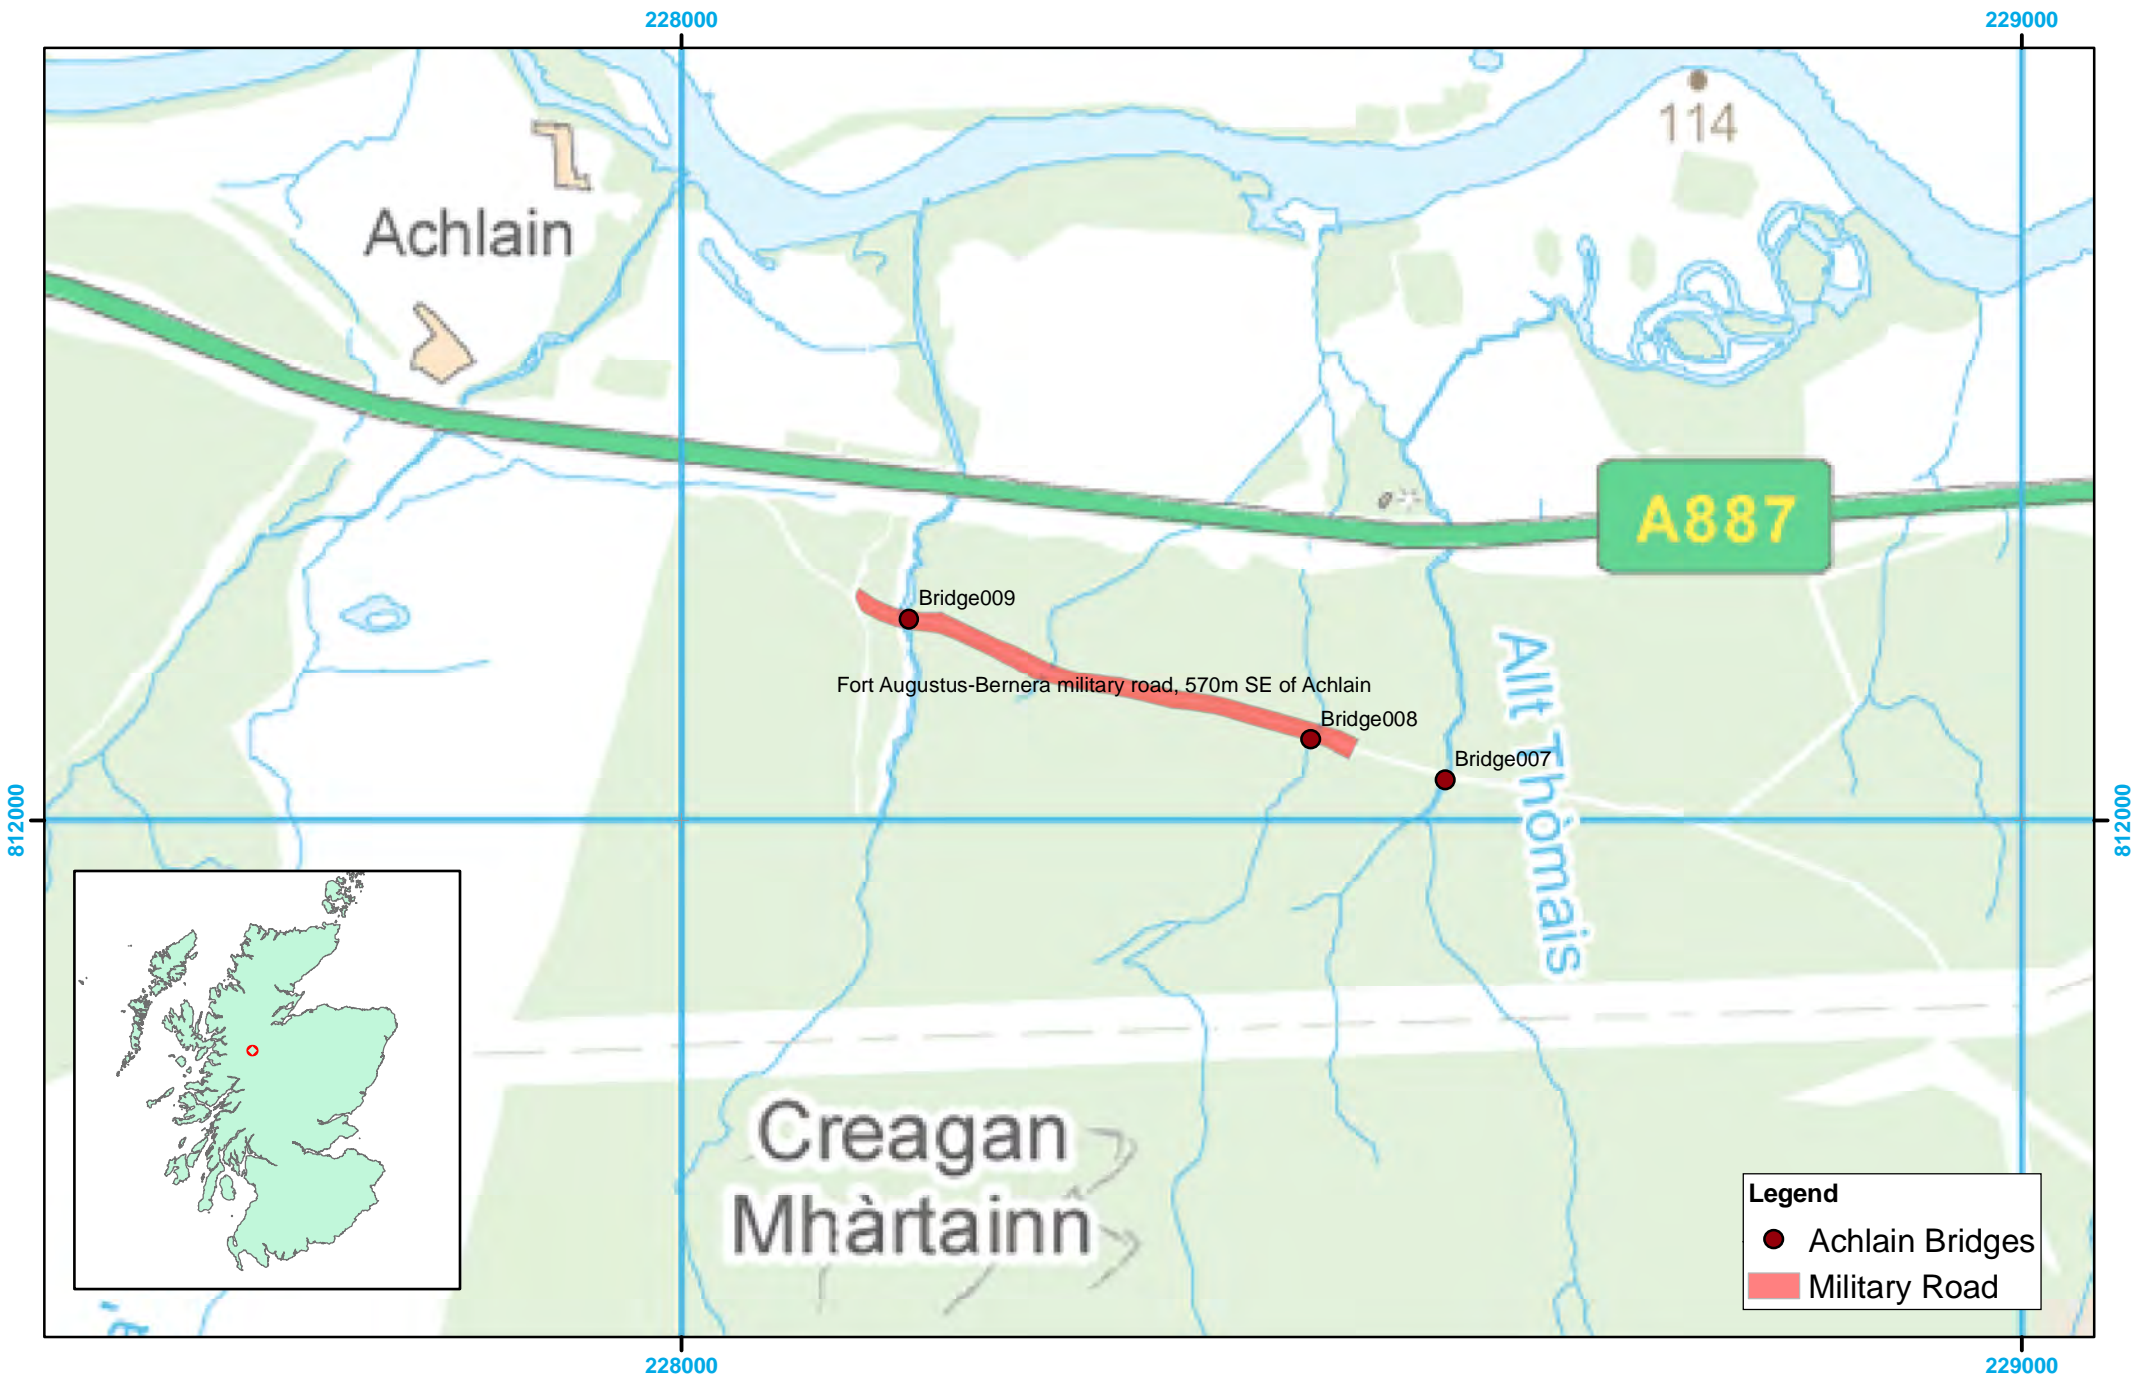 228000
229000
114
Achlain
A887
Bridge009
Fort Augustus-Bernera military road, 570m SE of Achlain
Bridge008
Bridge007
Allt Thòmais
812000
812000
Creagan
Mhàrtainn
Legend
Achlain Bridges
Military Road
228000
229000